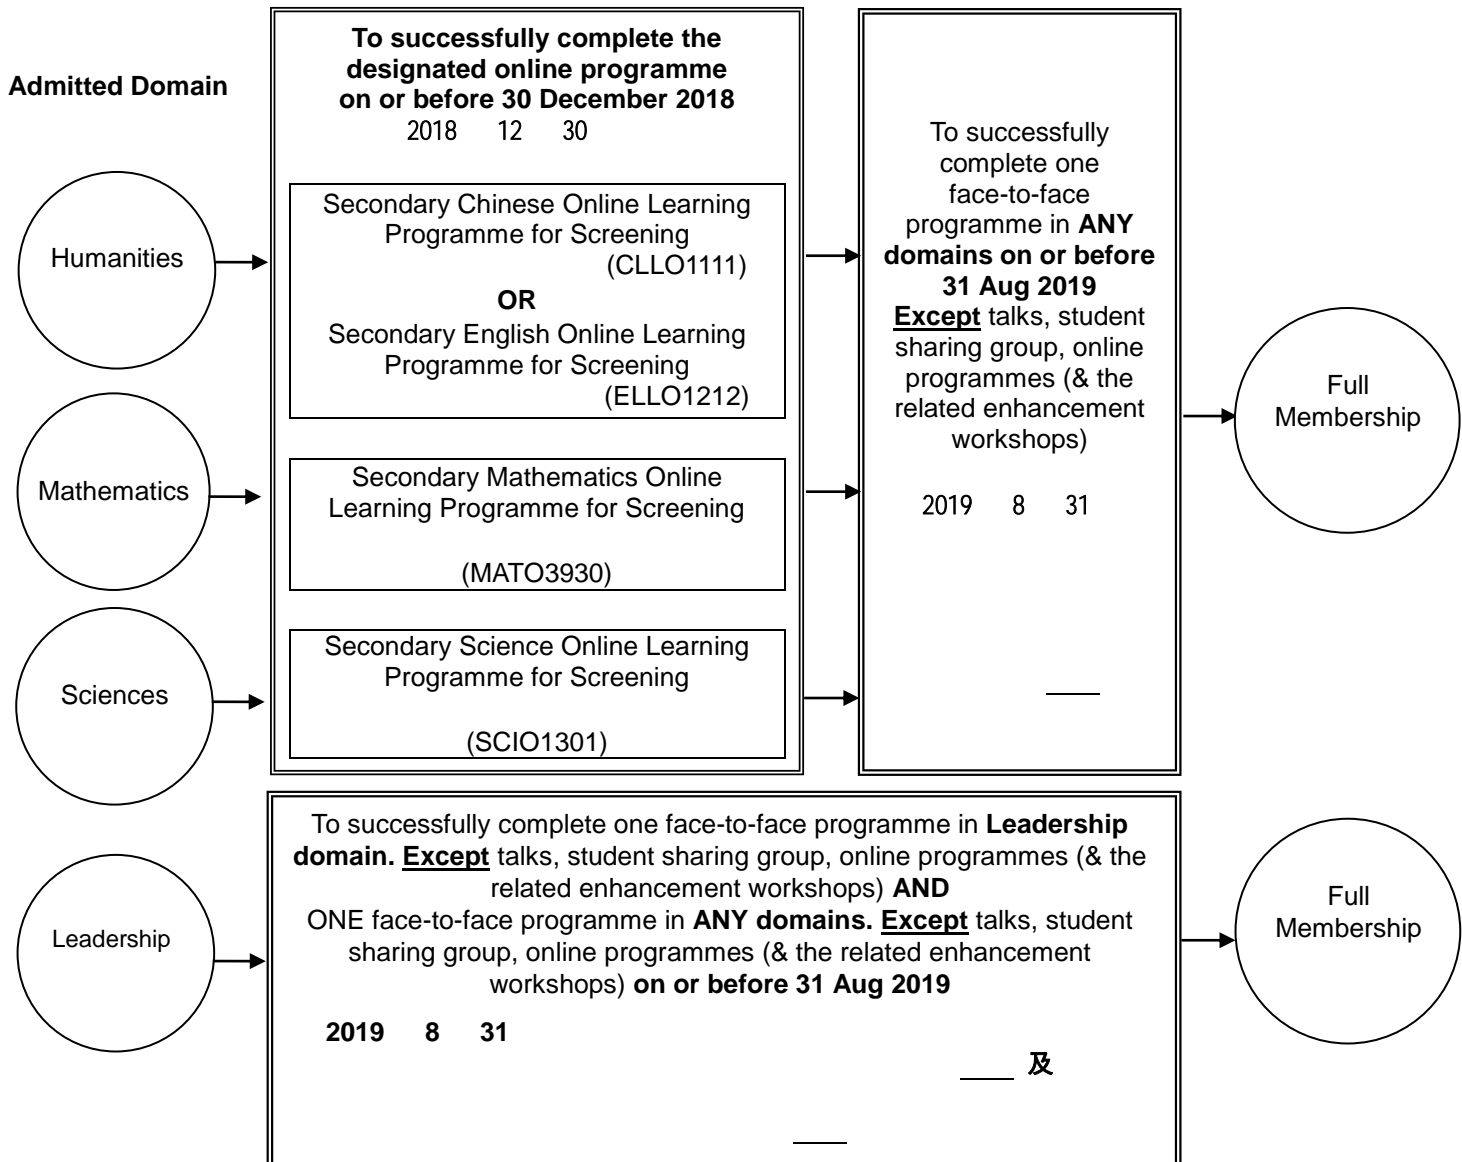 Admitted Domain
To successfully complete the
designated online programme
on or before 30 December 2018
2018 12 30
Humanities
Secondary Chinese Online Learning
Programme for Screening
(CLLO1111)
OR
Secondary English Online Learning
Programme for Screening
(ELLO1212)
Mathematics
Secondary Mathematics Online
Learning Programme for Screening
(MATO3930)
Sciences
Secondary Science Online Learning
Programme for Screening
(SCIO1301)
To successfully
complete one
face-to-face
programme in ANY
domains on or before
31 Aug 2019
Except talks, student
sharing group, online
programmes (& the
related enhancement
workshops)
2019 8 31
Full
Membership
Leadership
To successfully complete one face-to-face programme in Leadership
domain. Except talks, student sharing group, online programmes (& the
related enhancement workshops) AND
ONE face-to-face programme in ANY domains. Except talks, student
sharing group, online programmes (& the related enhancement
workshops) on or before 31 Aug 2019
2019 8 31
及
Full
Membership